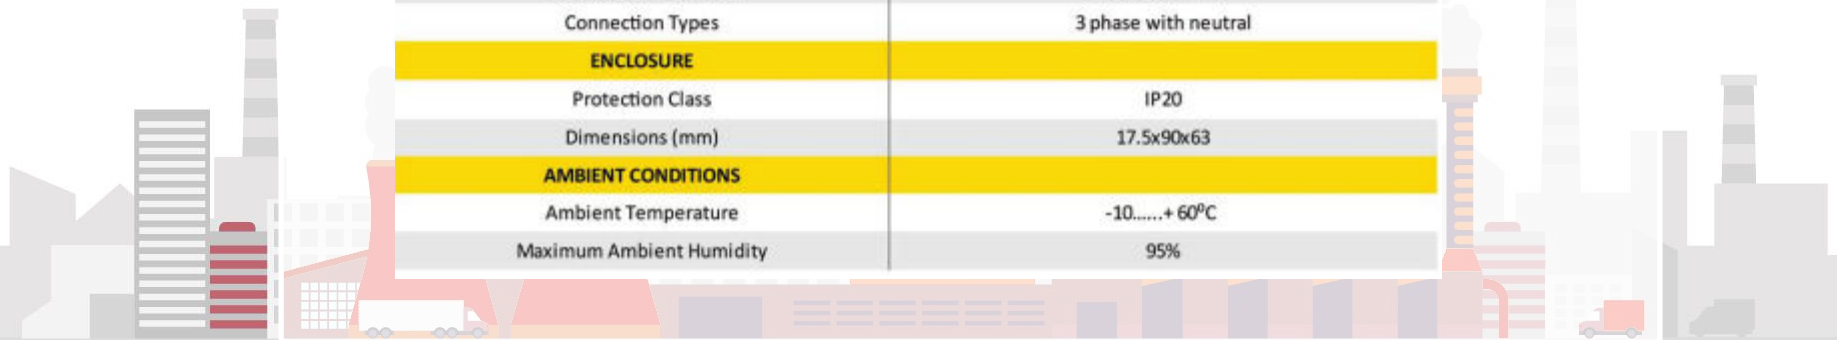 Connection Types 3 phase with neutral
ENCLOSURE
Protection Class IP20
Dimensions (mm) 17.5x90x63
AMBIENT CONDITIONS
Ambient Temperature -10......+ 60⁰C
Maximum Ambient Humidity 95%